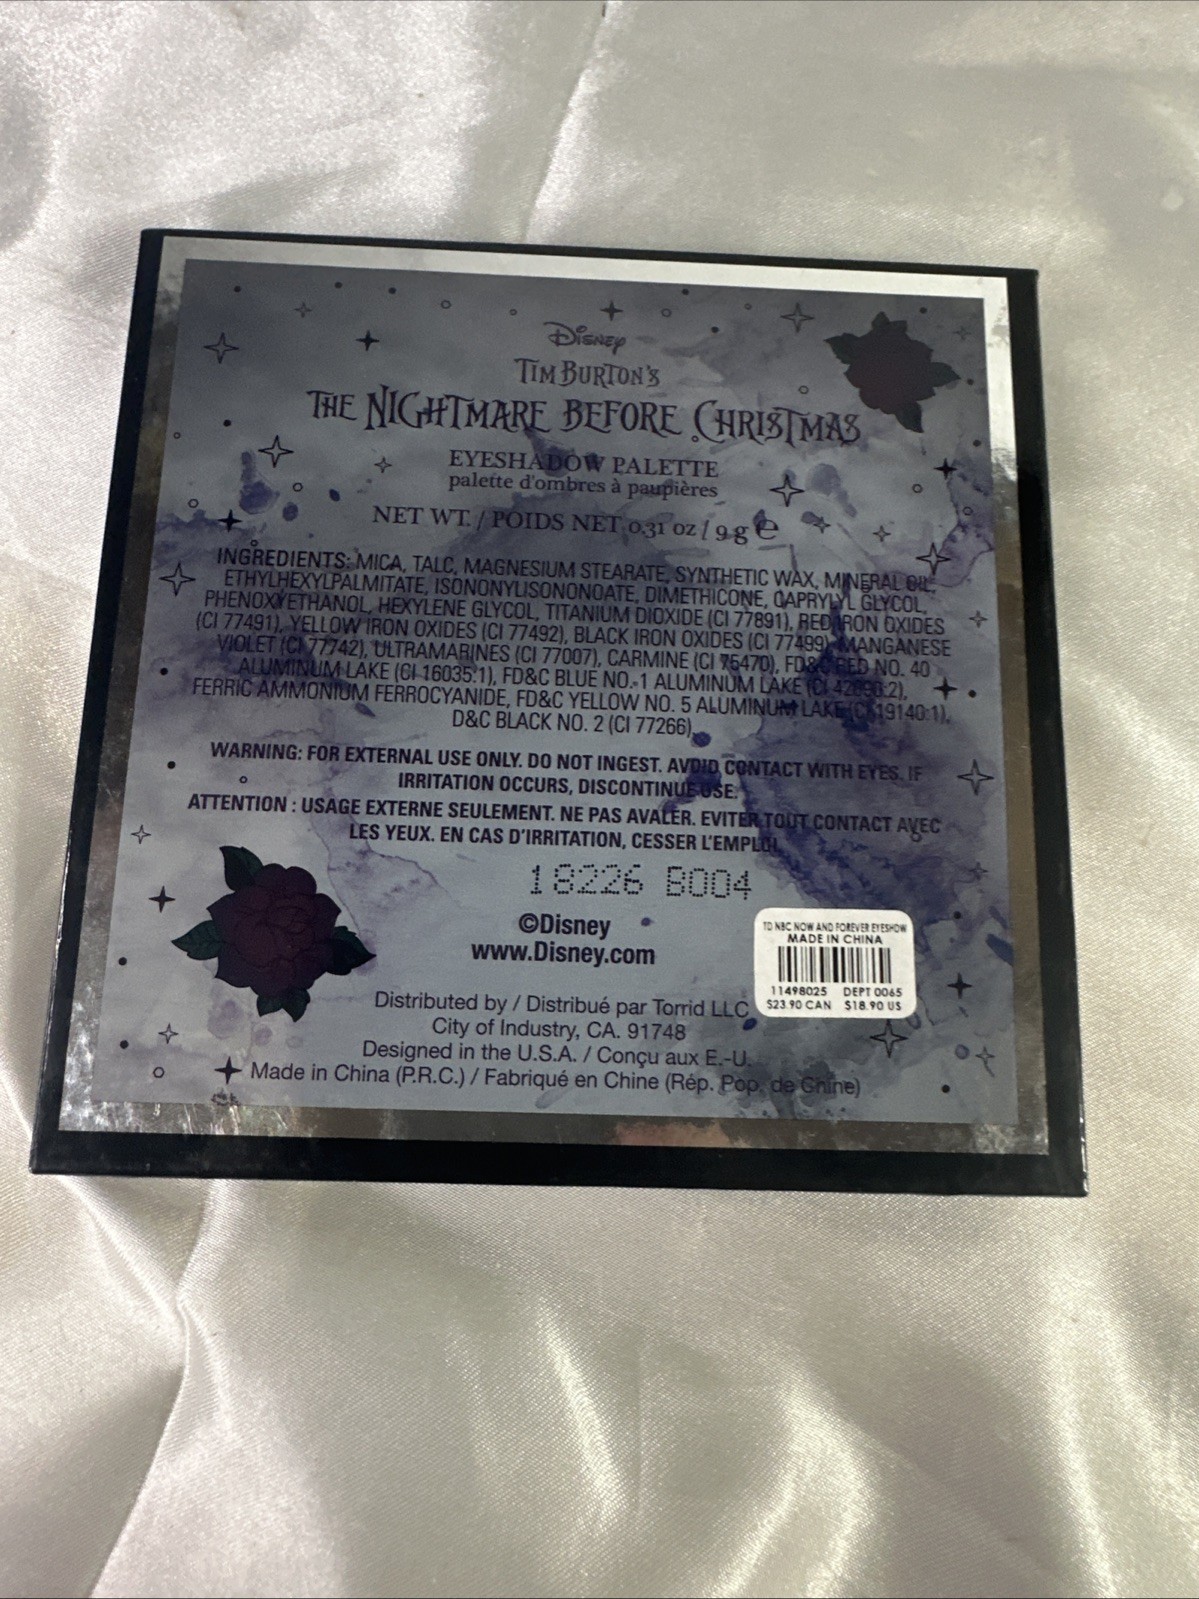 Disney
TIM BURTON'S
THE NIGHTMARE BEFORE CHRISTMAS
EYESHADOW PALETTE
palette d'ombres à paupières
NET WT. / POIDS NET 0.31 oz / 9 g ℮
INGREDIENTS: MICA, TALC, MAGNESIUM STEARATE, SYNTHETIC WAX, MINERAL OIL,
ETHYLHEXYLPALMITATE, ISONONYLISONONOATE, DIMETHICONE, CAPRYLYL GLYCOL,
PHENOXYETHANOL, HEXYLENE GLYCOL, TITANIUM DIOXIDE (CI 77891), RED IRON OXIDES
(CI 77491), YELLOW IRON OXIDES (CI 77492), BLACK IRON OXIDES (CI 77499), MANGANESE
VIOLET (CI 77742), ULTRAMARINES (CI 77007), CARMINE (CI 75470), FD&C RED NO. 40
ALUMINUM LAKE (CI 16035:1), FD&C BLUE NO. 1 ALUMINUM LAKE (CI 42090:2),
FERRIC AMMONIUM FERROCYANIDE, FD&C YELLOW NO. 5 ALUMINUM LAKE (CI 19140:1),
D&C BLACK NO. 2 (CI 77266).
WARNING: FOR EXTERNAL USE ONLY. DO NOT INGEST. AVOID CONTACT WITH EYES. IF
IRRITATION OCCURS, DISCONTINUE USE.
ATTENTION : USAGE EXTERNE SEULEMENT. NE PAS AVALER. EVITER TOUT CONTACT AVEC
LES YEUX. EN CAS D'IRRITATION, CESSER L'EMPLOI.
18226 B004
©Disney
www.Disney.com
TD NBC NOW AND FOREVER EYESHDW
MADE IN CHINA
11498025 DEPT 0065
$23.90 CAN $18.90 US
Distributed by / Distribué par Torrid LLC
City of Industry, CA. 91748
Designed in the U.S.A. / Conçu aux E.-U.
Made in China (P.R.C.) / Fabriqué en Chine (Rép. Pop. de Chine)